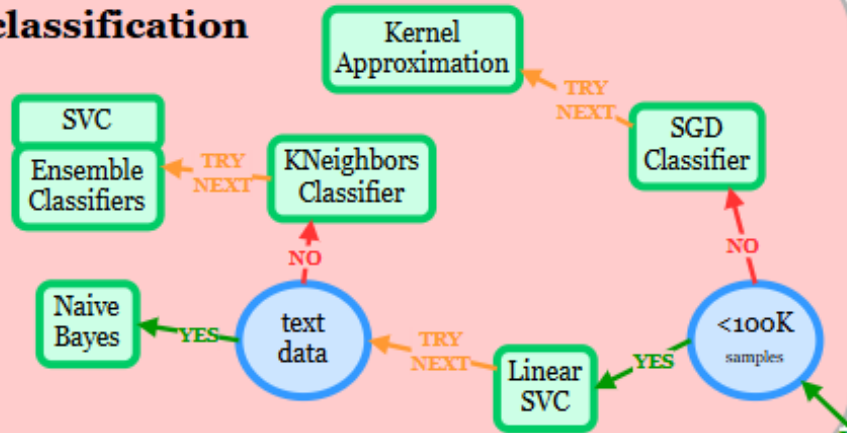 classification
Kernel
Approximation
TRY
NEXT
SVC
SGD
Classifier
Ensemble
Classifiers
TRY
NEXT
KNeighbors
Classifier
NO
NO
Naive
Bayes
YES
text
data
TRY
NEXT
Linear
SVC
YES
<100K
samples